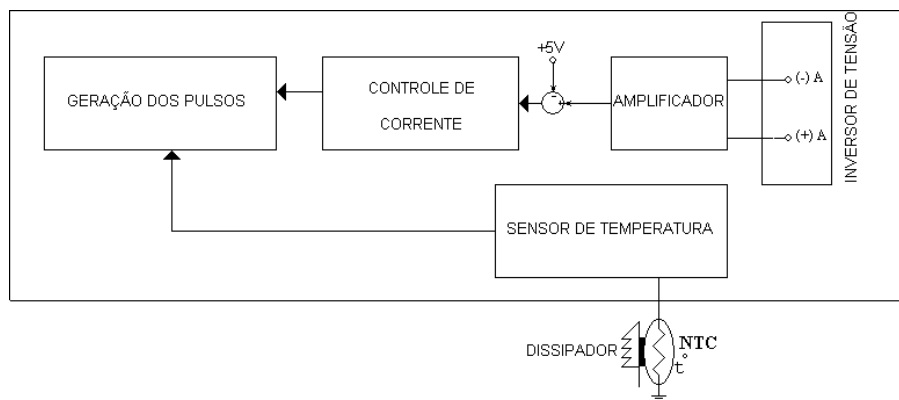 +5V
GERAÇÃO DOS PULSOS
CONTROLE DE
CORRENTE
-
+
AMPLIFICADOR
(-) A
(+) A
INVERSOR DE TENSÃO
SENSOR DE TEMPERATURA
DISSIPADOR
NTC
t°